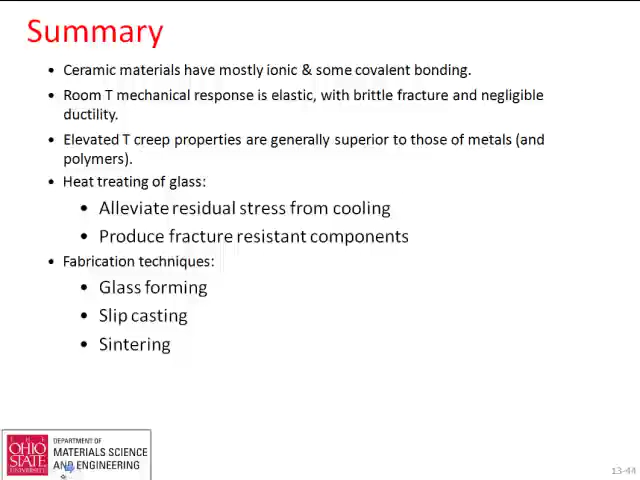 Summary
• Ceramic materials have mostly ionic & some covalent bonding.
• Room T mechanical response is elastic, with brittle fracture and negligible
ductility.
• Elevated T creep properties are generally superior to those of metals (and
polymers).
• Heat treating of glass:
• Alleviate residual stress from cooling
• Produce fracture resistant components
• Fabrication techniques:
• Glass forming
• Slip casting
• Sintering
THE
OHIO
STATE
UNIVERSITY
DEPARTMENT OF
MATERIALS SCIENCE
AND ENGINEERING
13-44